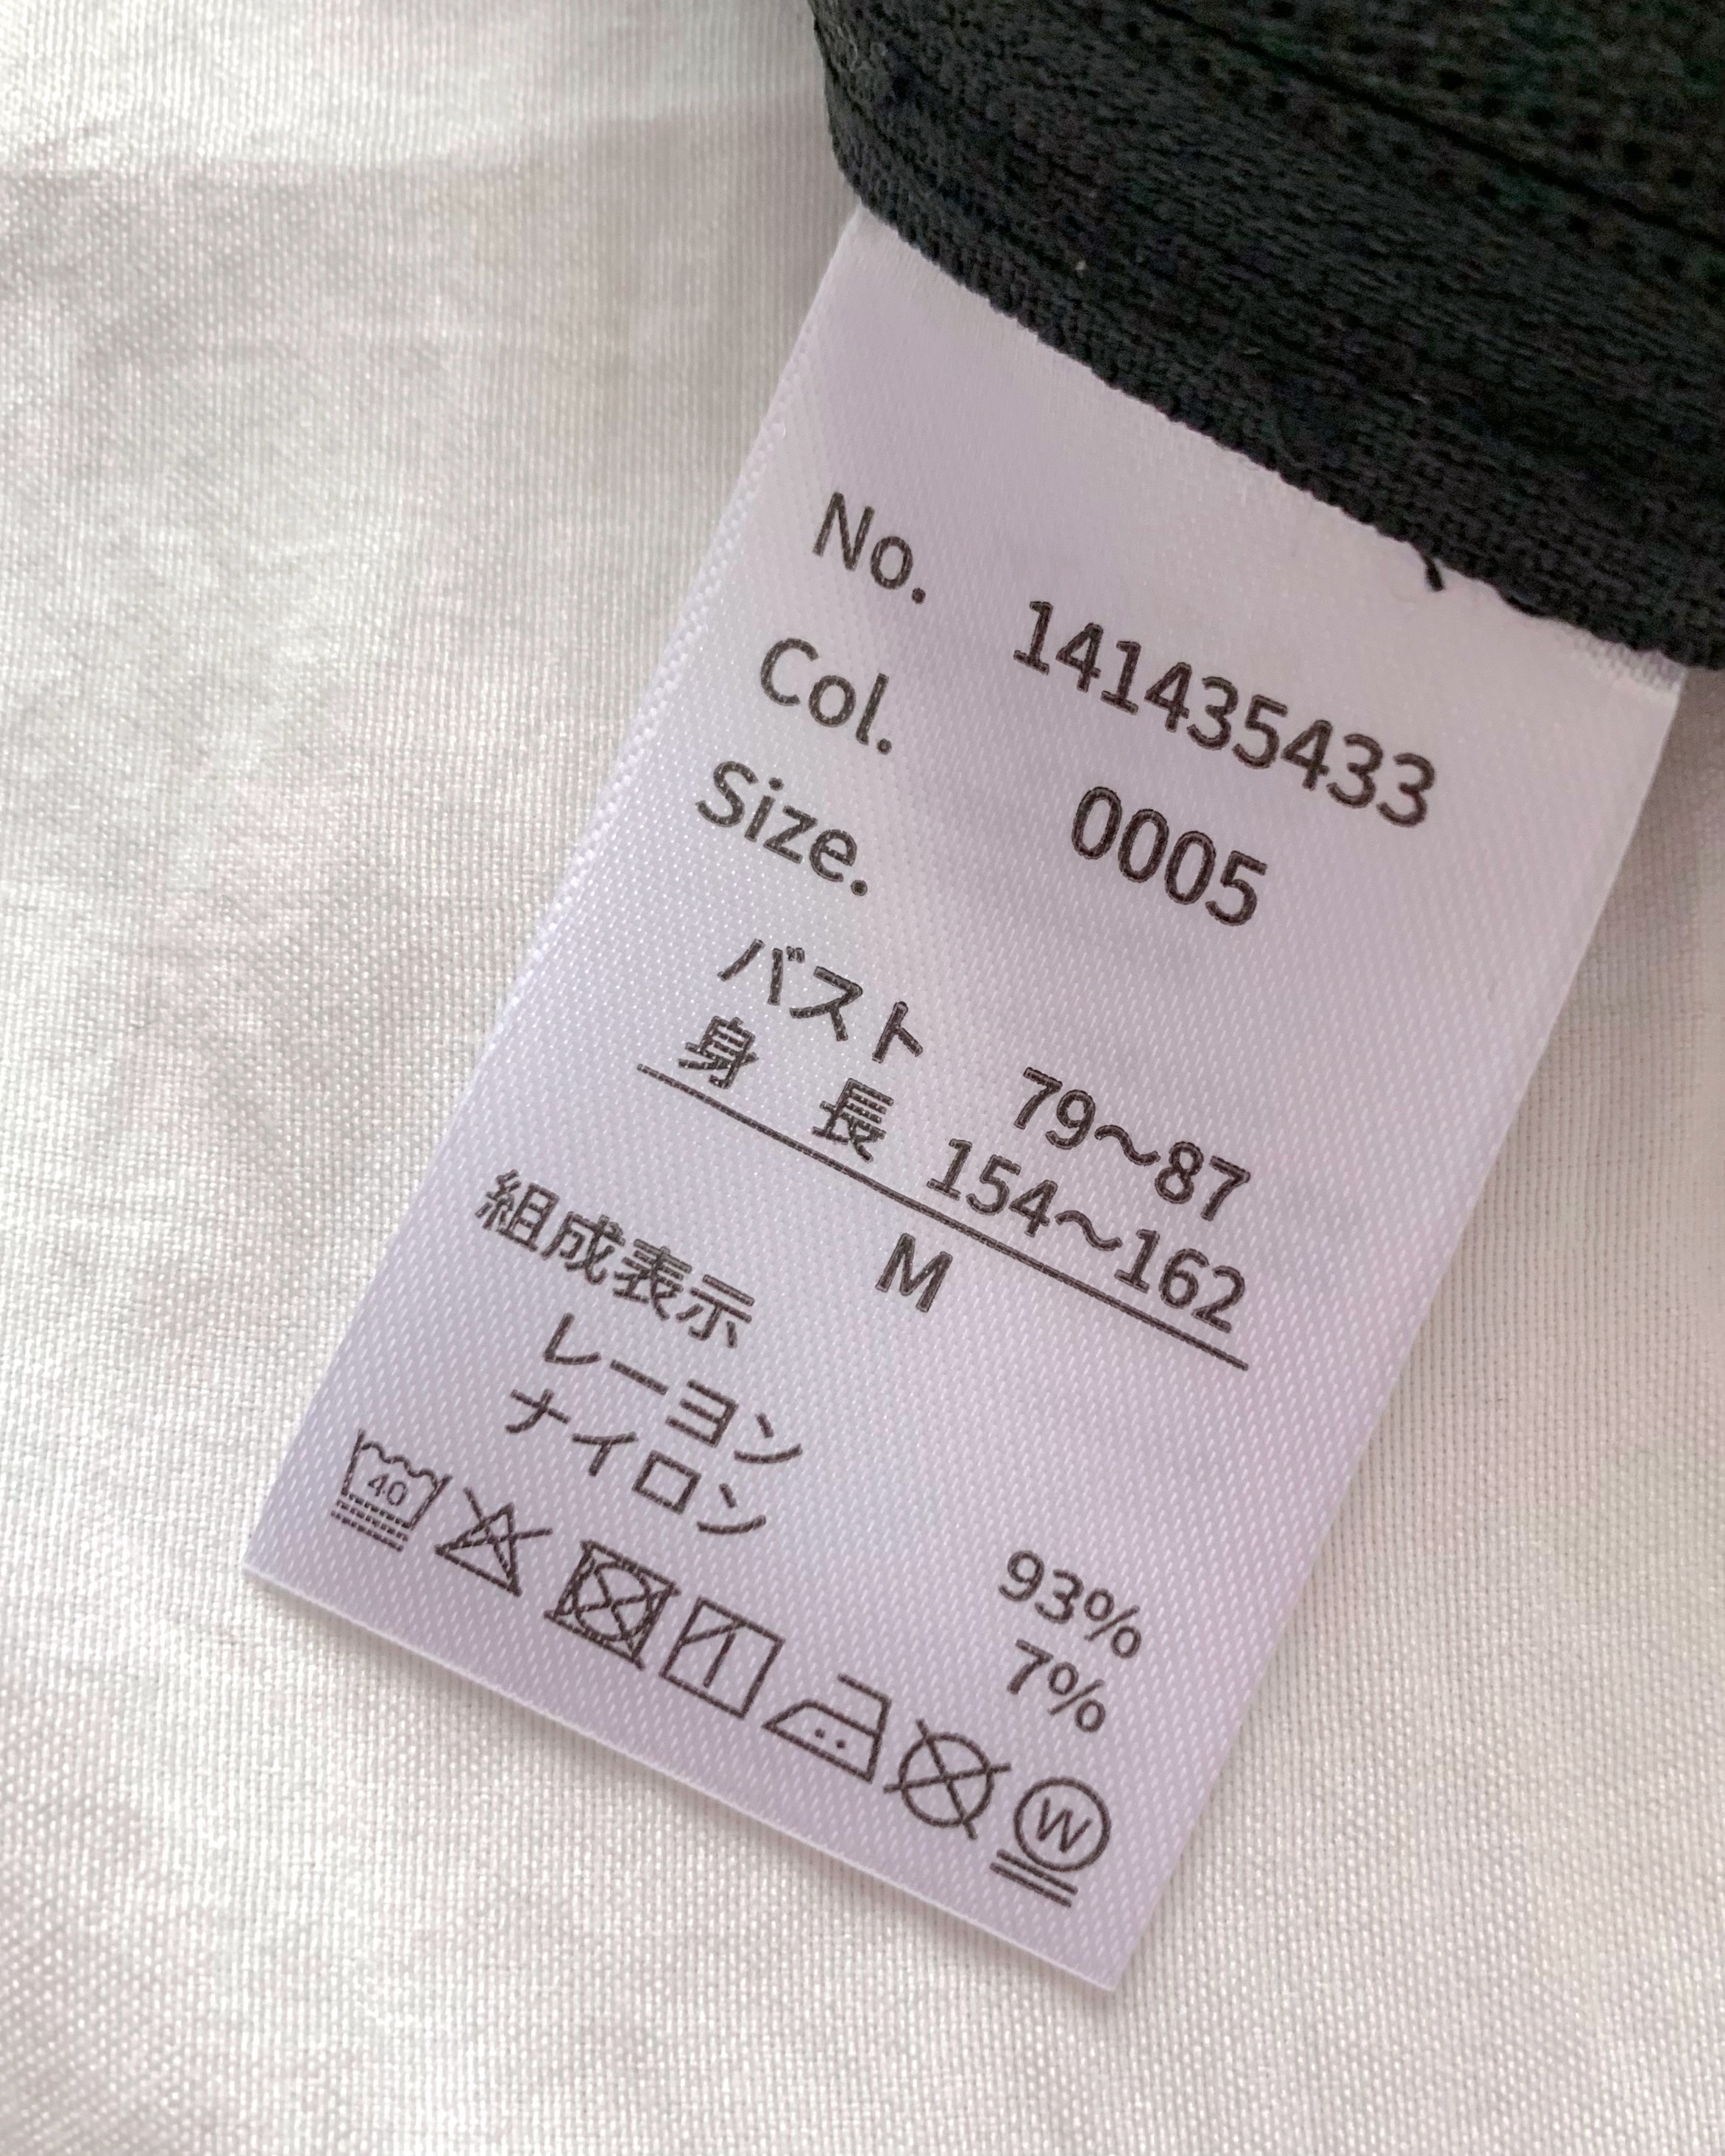 No. 141435433
Col. 0005
Size.
バスト 79～87
身 長 154～162
M
組成表示
レーヨン 93%
ナイロン 7%
40
W